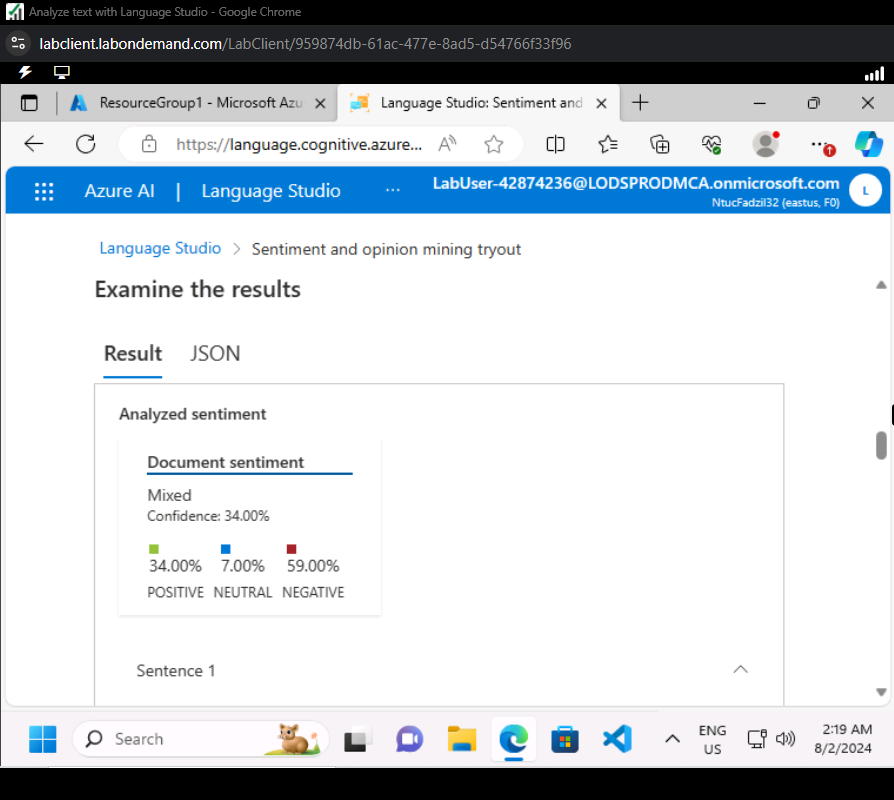 Analyze text with Language Studio - Google Chrome
labclient.labondemand.com/LabClient/959874db-61ac-477e-8ad5-d54766f33f96
ResourceGroup1 - Microsoft Azu
Language Studio: Sentiment and
https://language.cognitive.azure...
Azure AI | Language Studio ... LabUser-42874236@LODSPRODMCA.onmicrosoft.com L
NtucFadzil32 (eastus, F0)
Language Studio > Sentiment and opinion mining tryout
Examine the results
Result JSON
Analyzed sentiment
Document sentiment
Mixed
Confidence: 34.00%
34.00% 7.00% 59.00%
POSITIVE NEUTRAL NEGATIVE
Sentence 1
Search
ENG
US
2:19 AM
8/2/2024